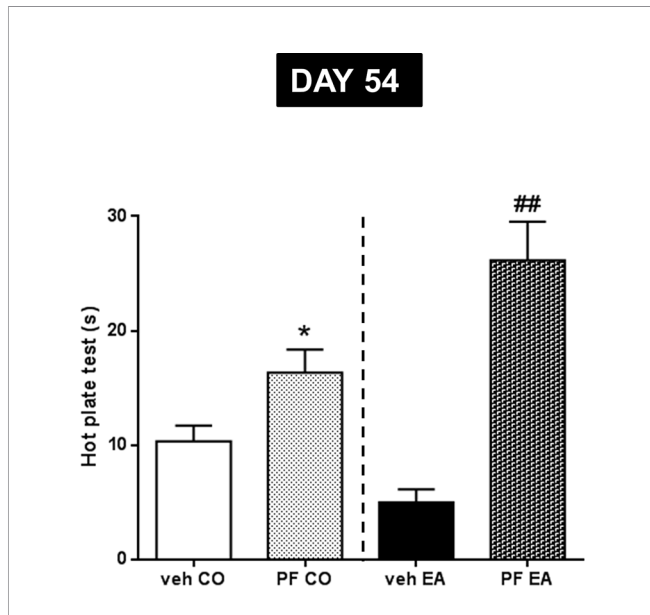 DAY 54
##
30
*
20
10
0
Hot plate test (s)
veh CO PF CO veh EA PF EA